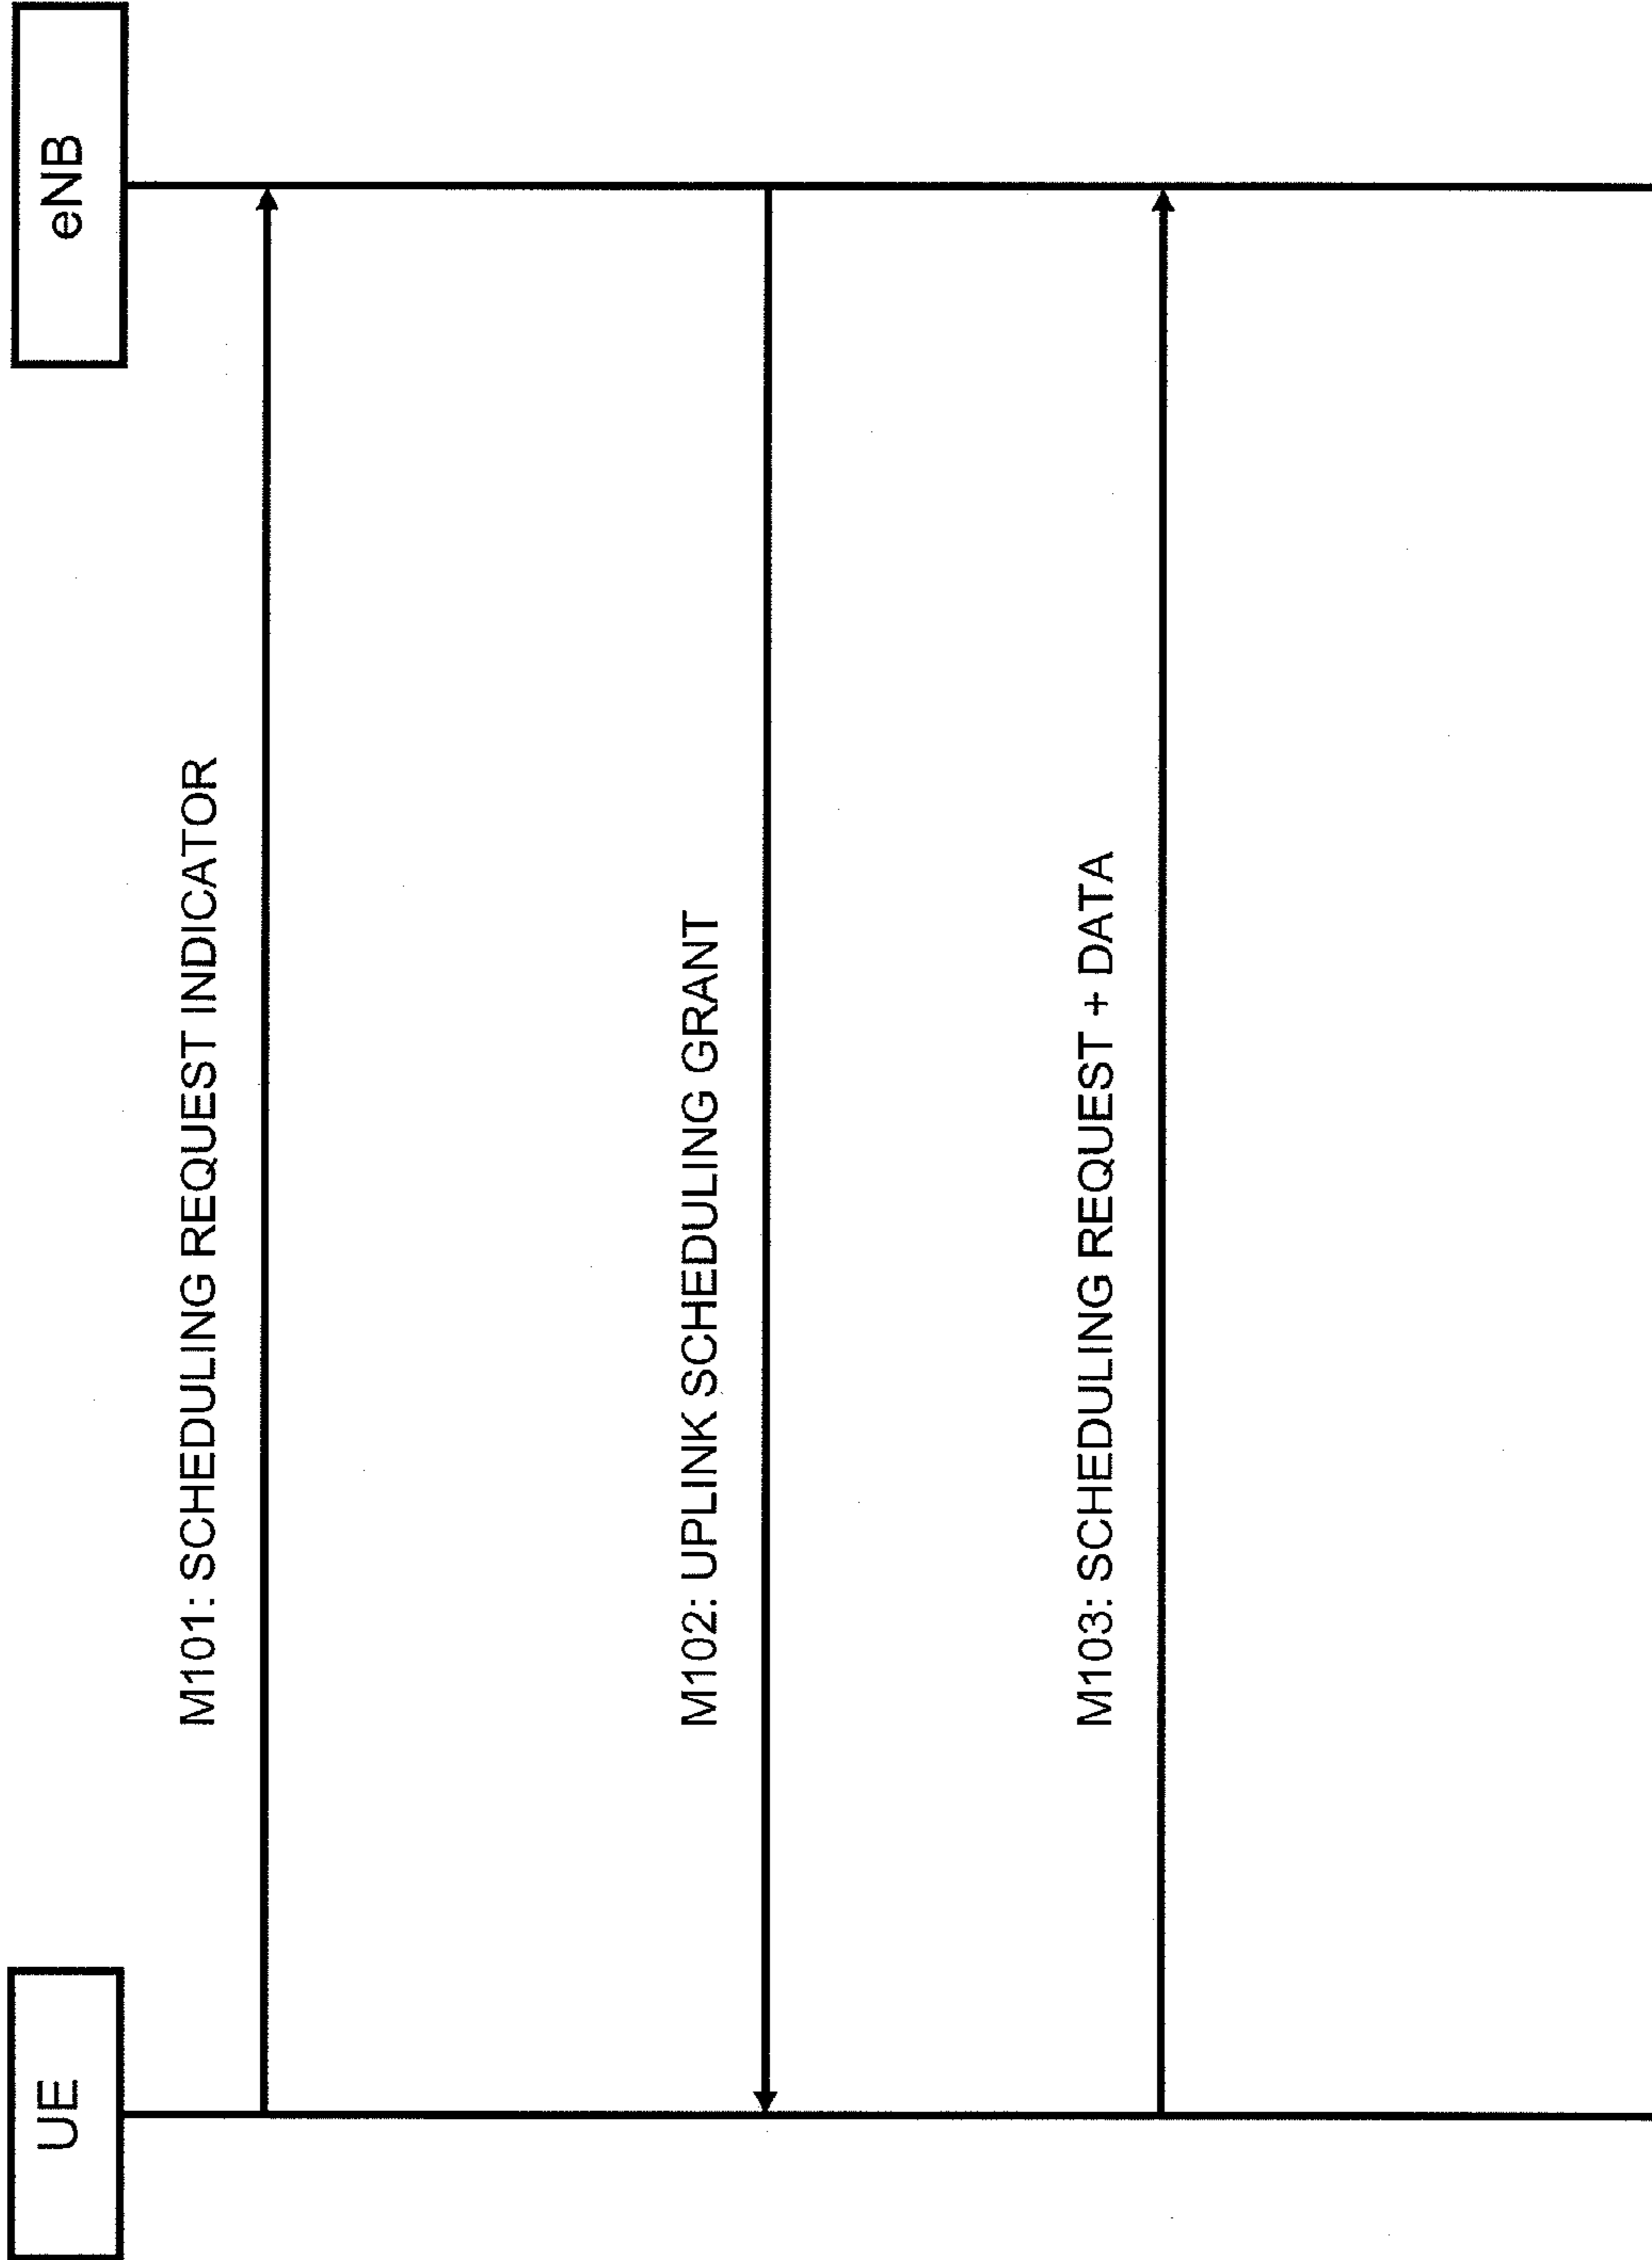 UE
eNB
M101: SCHEDULING REQUEST INDICATOR
M102: UPLINK SCHEDULING GRANT
M103: SCHEDULING REQUEST + DATA